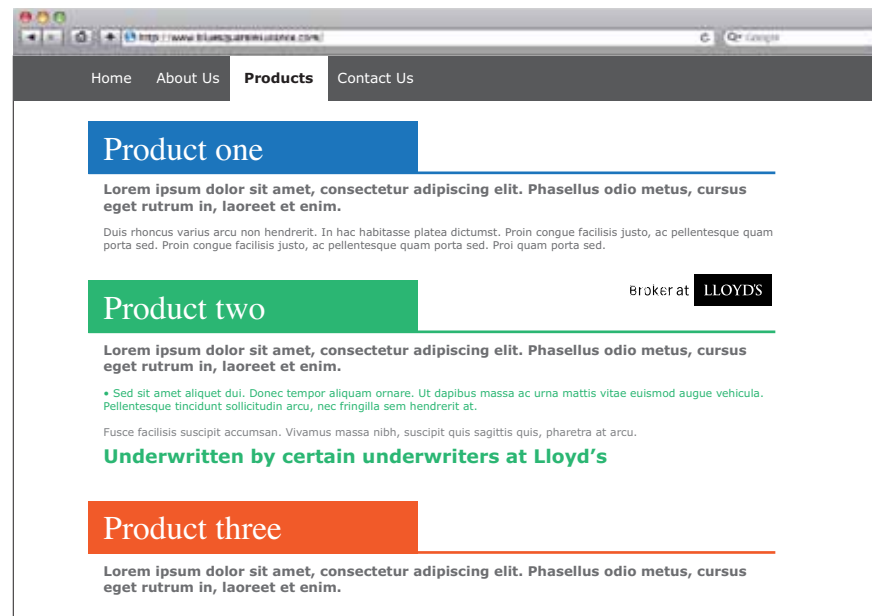 Home About Us Products Contact Us
Product one
Lorem ipsum dolor sit amet, consectetur adipiscing elit. Phasellus odio metus, cursus
eget rutrum in, laoreet et enim.
Duis rhoncus varius arcu non hendrerit. In hac habitasse platea dictumst. Proin congue facilisis justo, ac pellentesque quam
porta sed. Proin congue facilisis justo, ac pellentesque quam porta sed. Proi quam porta sed.
Broker at LLOYD'S
Product two
Lorem ipsum dolor sit amet, consectetur adipiscing elit. Phasellus odio metus, cursus
eget rutrum in, laoreet et enim.
• Sed sit amet aliquet dui. Donec tempor aliquam ornare. Ut dapibus massa ac urna mattis vitae euismod augue vehicula.
Pellentesque tincidunt sollicitudin arcu, nec fringilla sem hendrerit at.
Fusce facilisis suscipit accumsan. Vivamus massa nibh, suscipit quis sagittis quis, pharetra at arcu.
Underwritten by certain underwriters at Lloyd’s
Product three
Lorem ipsum dolor sit amet, consectetur adipiscing elit. Phasellus odio metus, cursus
eget rutrum in, laoreet et enim.